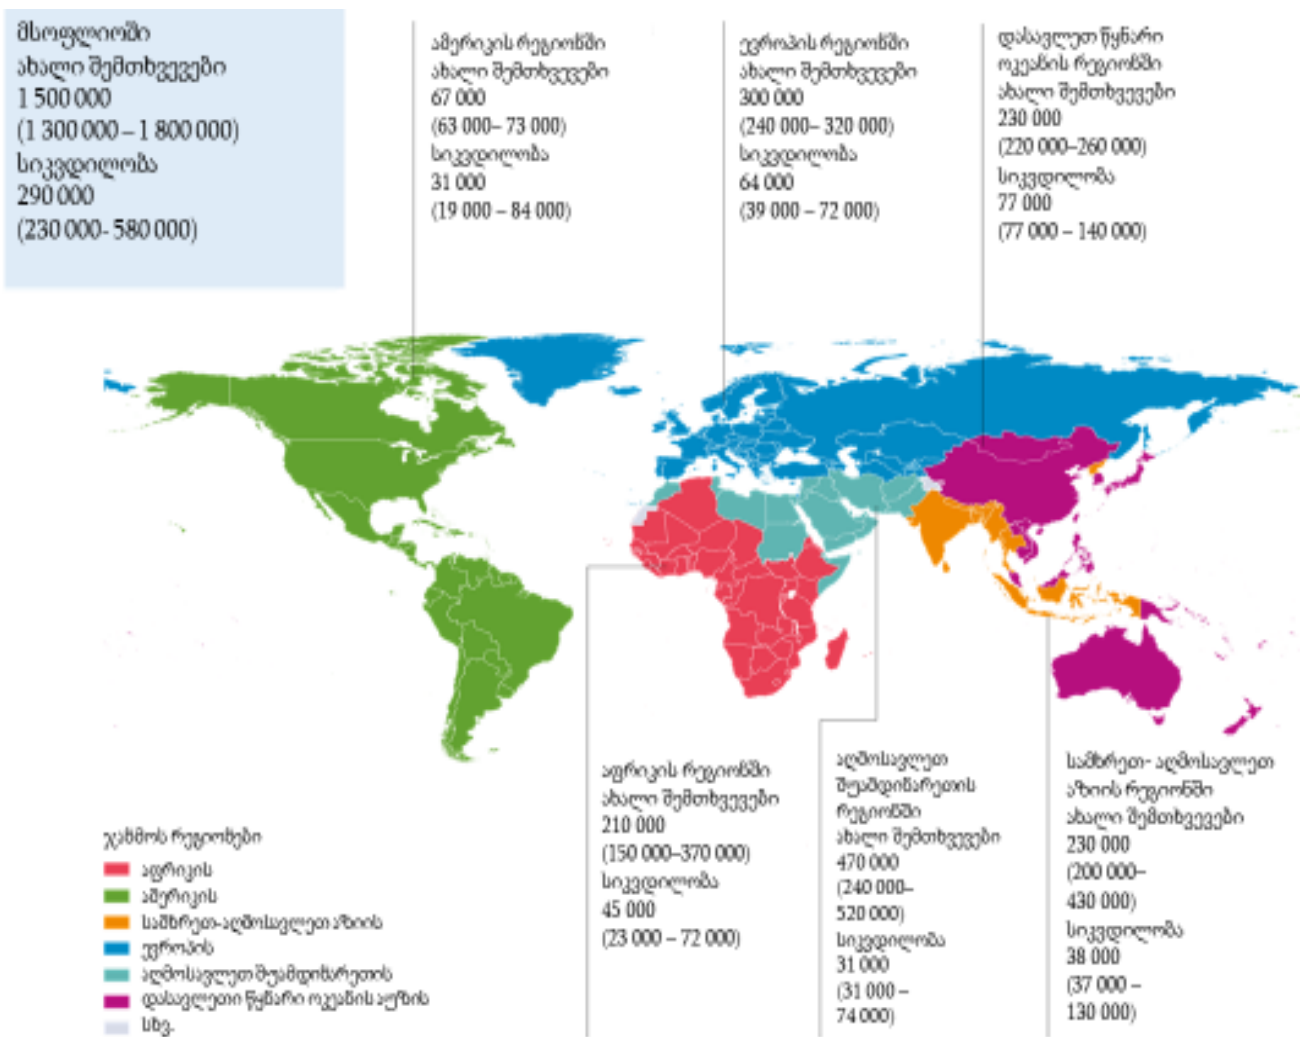 მსოფლიოში
ახალი შემთხვევები
1 500 000
(1 300 000 – 1 800 000)
სიკვდილობა
290 000
(230 000- 580 000)
ამერიკის რეგიონში
ახალი შემთხვევები
67 000
(63 000– 73 000)
სიკვდილობა
31 000
(19 000 – 84 000)
ევროპის რეგიონში
ახალი შემთხვევები
300 000
(240 000– 320 000)
სიკვდილობა
64 000
(39 000 – 72 000)
დასავლეთ წყნარი
ოკეანის რეგიონში
ახალი შემთხვევები
230 000
(220 000–260 000)
სიკვდილობა
77 000
(77 000 – 140 000)
აფრიკის რეგიონში
ახალი შემთხვევები
210 000
(150 000–370 000)
სიკვდილობა
45 000
(23 000 – 72 000)
აღმოსავლეთ
შუამდინარეთის
რეგიონში
ახალი შემთხვევები
470 000
(240 000–
520 000)
სიკვდილობა
31 000
(31 000 –
74 000)
სამხრეთ- აღმოსავლეთ
აზიის რეგიონში
ახალი შემთხვევები
230 000
(200 000–
430 000)
სიკვდილობა
38 000
(37 000 –
130 000)
ჯანმოს რეგიონები
აფრიკის
ამერიკის
სამხრეთ-აღმოსავლეთ აზიის
ევროპის
აღმოსავლეთ შუამდინარეთის
დასავლეთი წყნარი ოკეანის აუზის
სხვ.